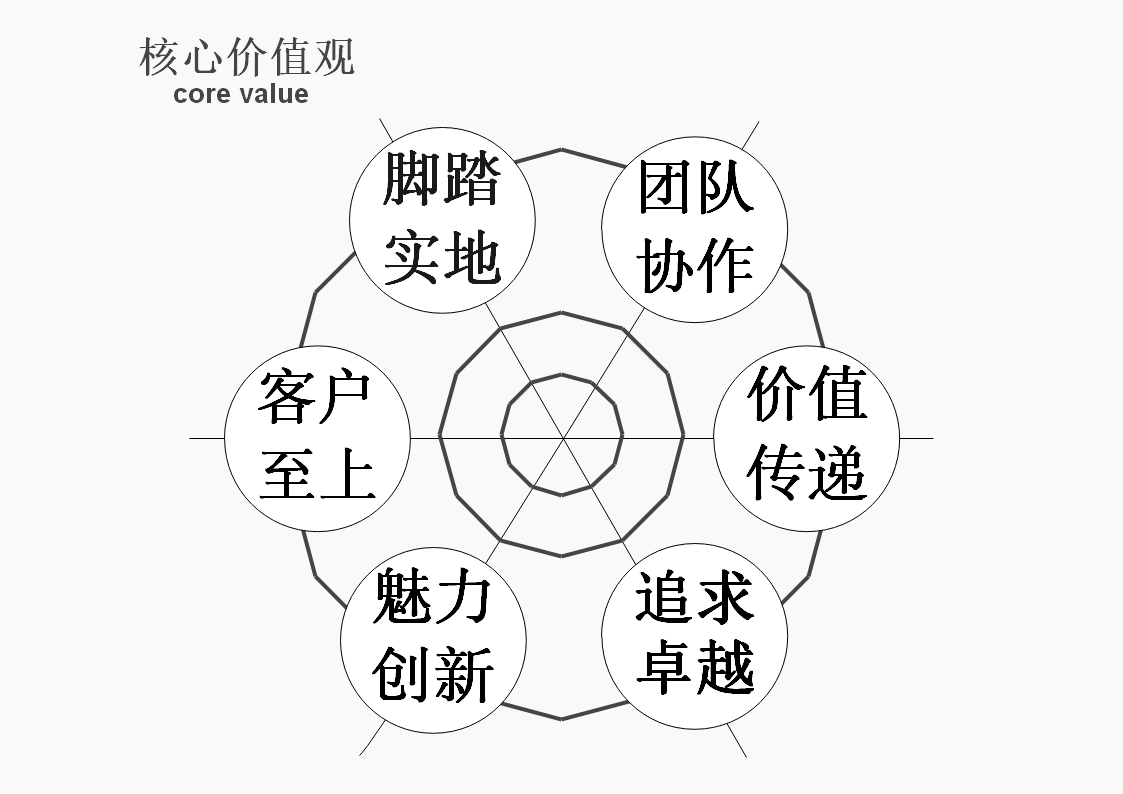 核心价值观
core value
脚踏
实地
团队
协作
客户
至上
价值
传递
魅力
创新
追求
卓越